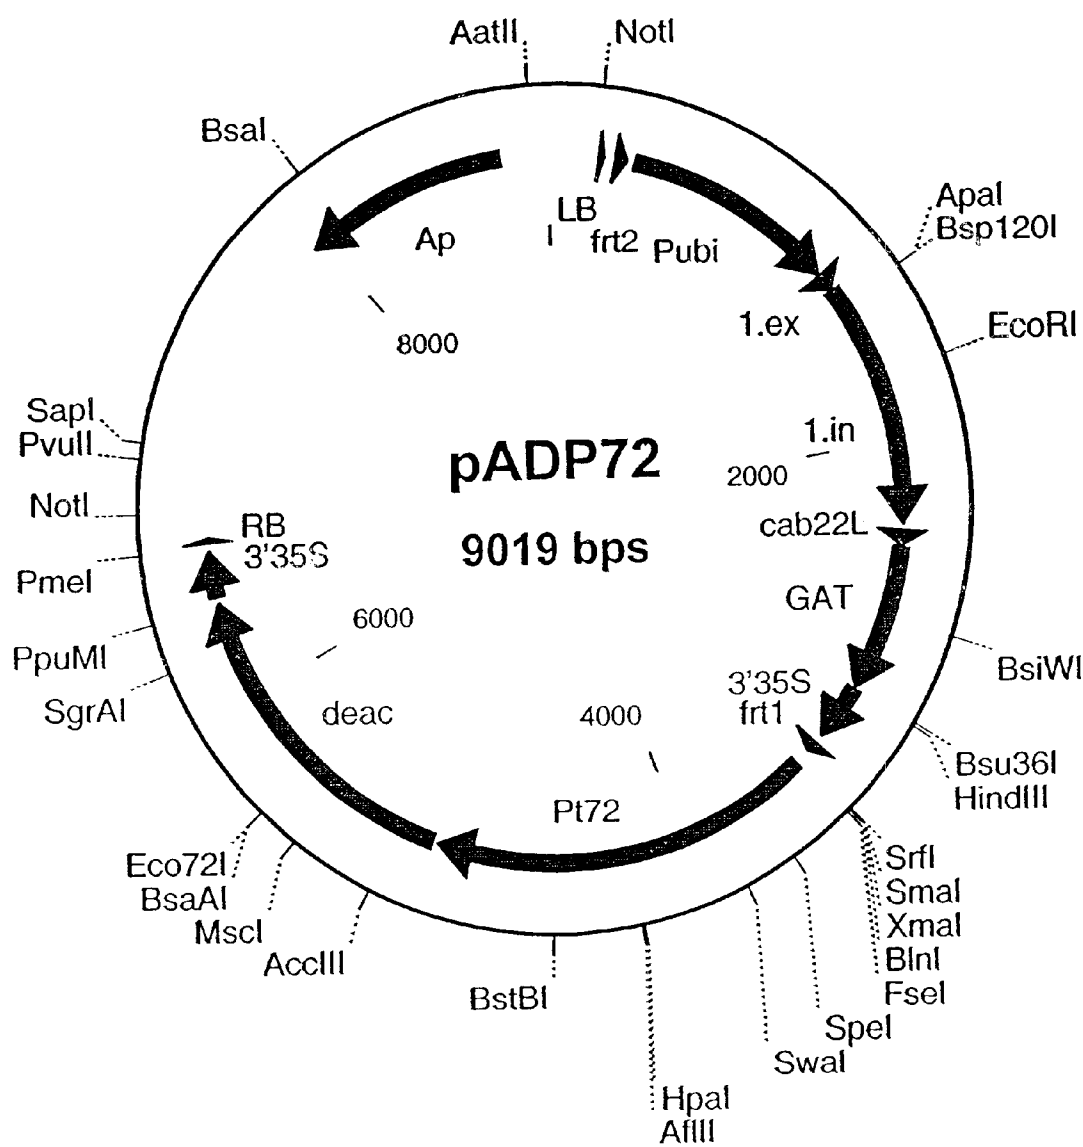 AatII
NotI
BsaI
ApaI
Bsp120I
EcoRI
LB
frt2
Pubi
Ap
1.ex
8000
1.in
2000
SapI
PvuII
NotI
PmeI
PpuMI
SgrAI
pADP72
9019 bps
cab22L
RB
3'35S
GAT
6000
BsiWI
3'35S
frt1
deac
4000
Pt72
Bsu36I
HindIII
Eco72I
BsaAI
MscI
AccIII
BstBI
SrfI
SmaI
XmaI
BlnI
FseI
SpeI
SwaI
HpaI
AflII